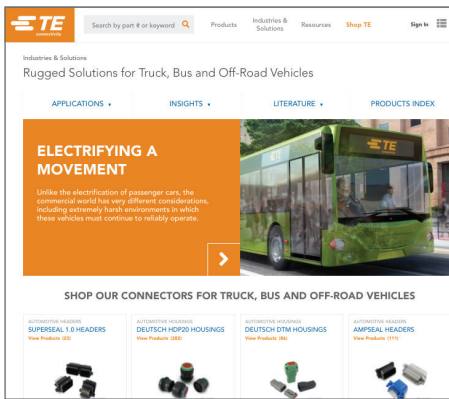 TE
connectivity
Search by part # or keyword
Products
Industries &
Solutions
Resources
Shop TE
Sign In
Industries & Solutions
Rugged Solutions for Truck, Bus and Off-Road Vehicles
APPLICATIONS
INSIGHTS
LITERATURE
PRODUCTS INDEX
ELECTRIFYING A
MOVEMENT
Unlike the electrification of passenger cars, the
commercial world has very different considerations,
including extremely harsh environments in which
these vehicles must continue to reliably operate.
TE
SHOP OUR CONNECTORS FOR TRUCK, BUS AND OFF-ROAD VEHICLES
AUTOMOTIVE HEADERS
SUPERSEAL 1.0 HEADERS
View Products (23)
AUTOMOTIVE HOUSINGS
DEUTSCH HDP20 HOUSINGS
View Products (382)
AUTOMOTIVE HOUSINGS
DEUTSCH DTM HOUSINGS
View Products (86)
AUTOMOTIVE HEADERS
AMPSEAL HEADERS
View Products (111)